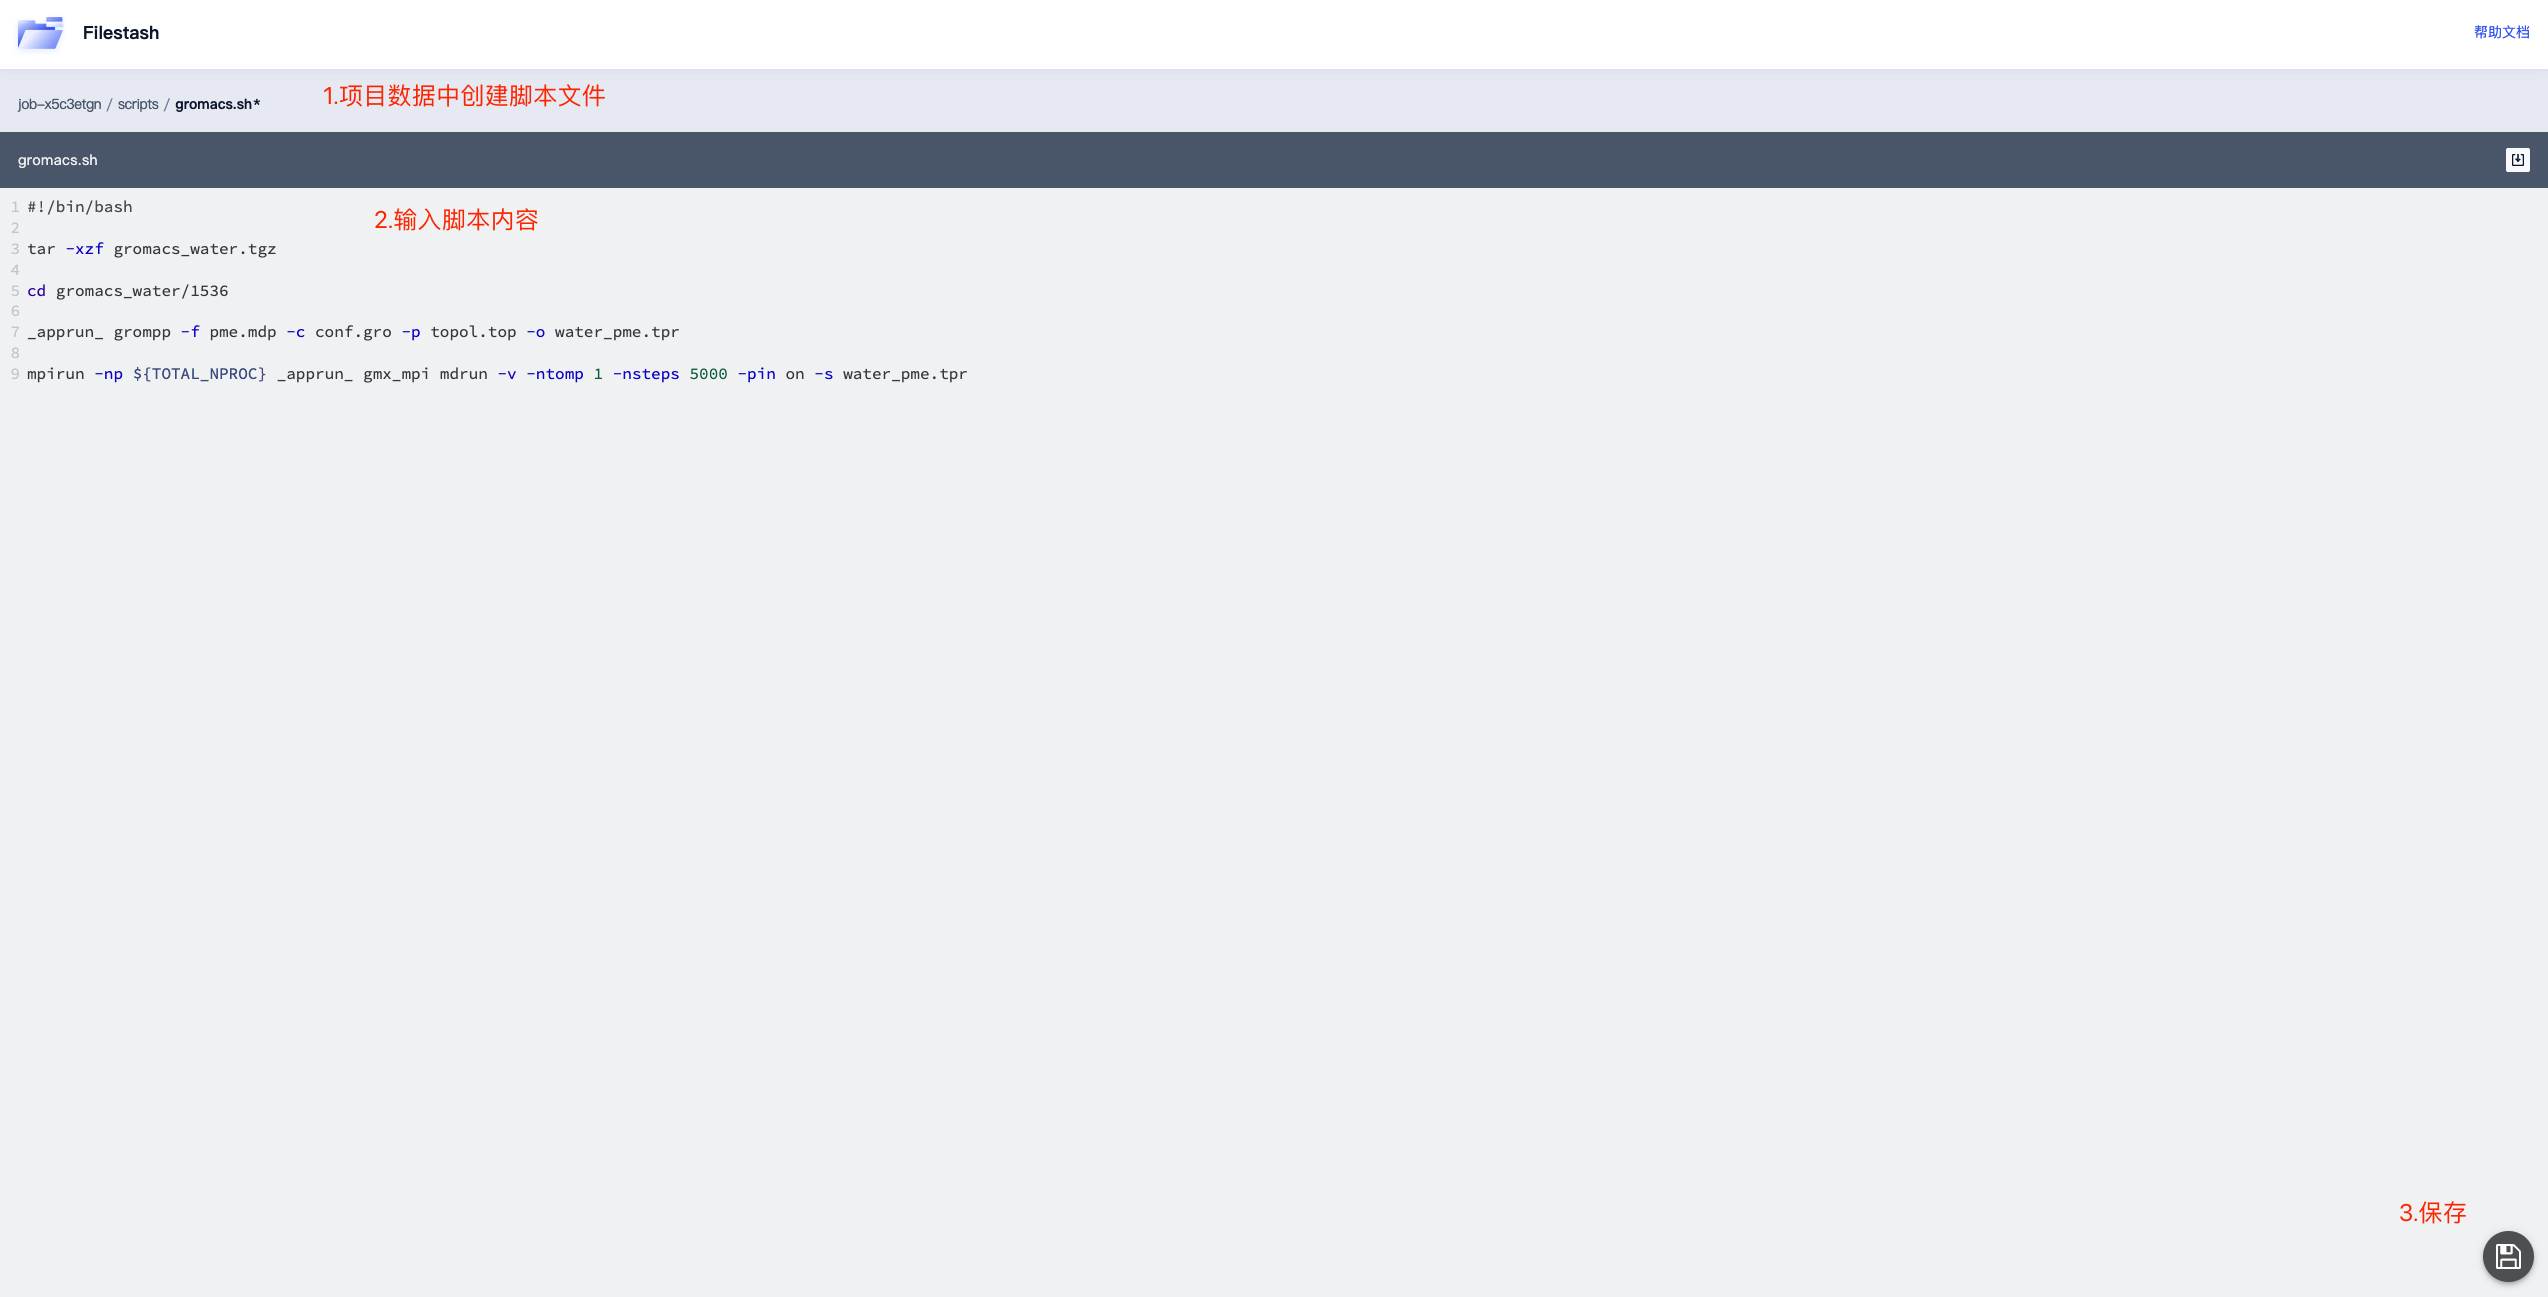 Filestash
帮助文档
job-x5c3etgn / scripts / gromacs.sh*
1.项目数据中创建脚本文件
gromacs.sh
1 #!/bin/bash
2.输入脚本内容
2
3 tar -xzf gromacs_water.tgz
4
5 cd gromacs_water/1536
6
7 _apprun_ grompp -f pme.mdp -c conf.gro -p topol.top -o water_pme.tpr
8
9 mpirun -np ${TOTAL_NPROC} _apprun_ gmx_mpi mdrun -v -ntomp 1 -nsteps 5000 -pin on -s water_pme.tpr
3.保存